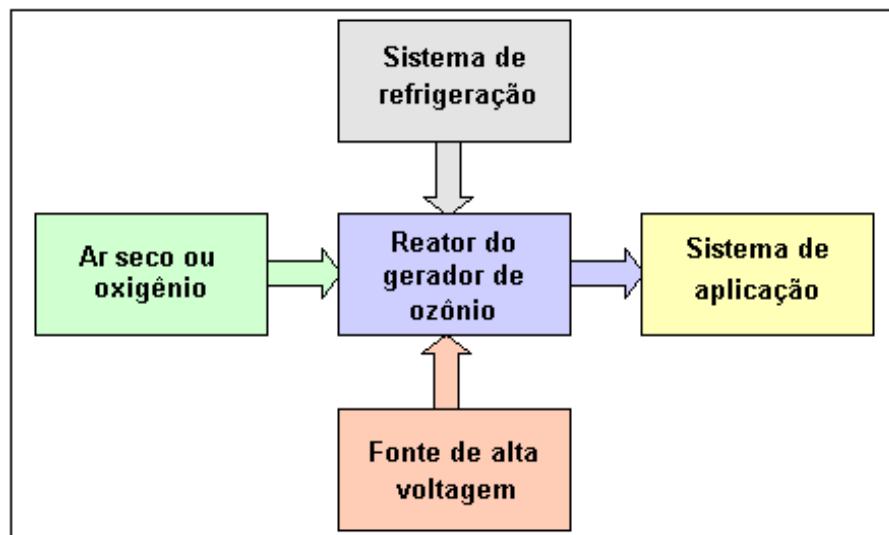 Sistema de
refrigeração
Ar seco ou
oxigênio
Reator do
gerador de
ozônio
Sistema de
aplicação
Fonte de alta
voltagem